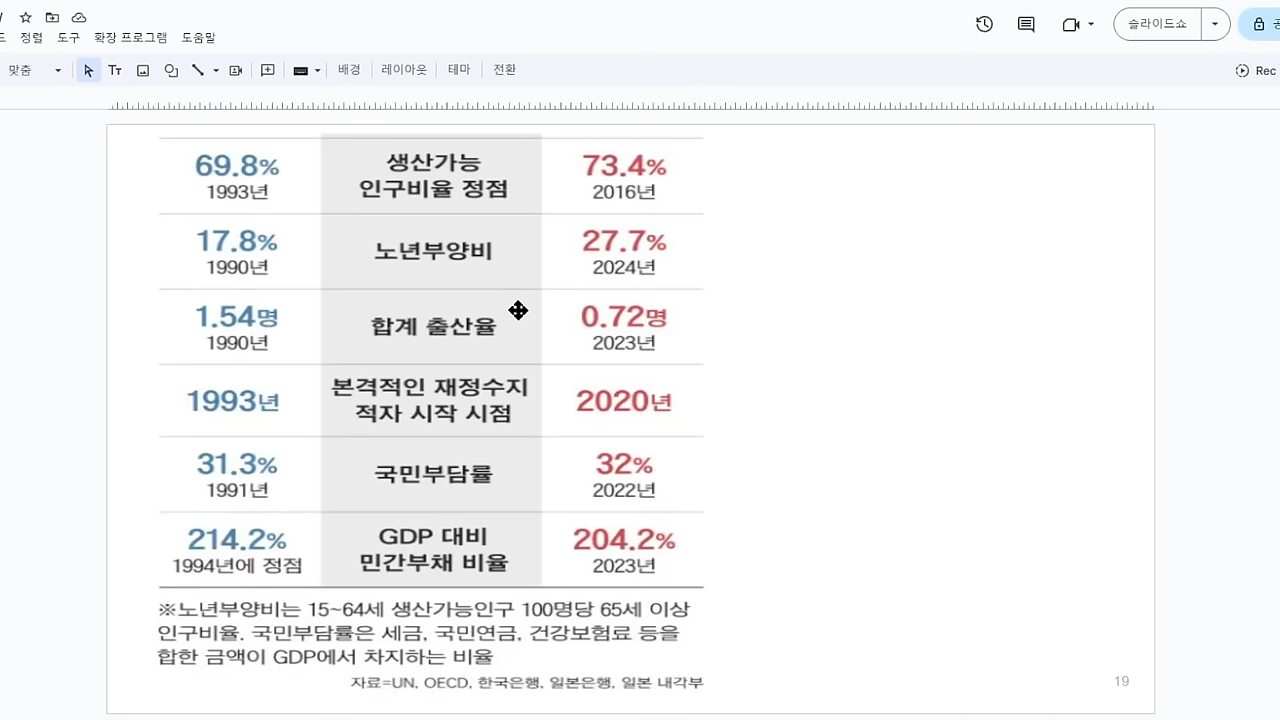 정렬 도구 확장 프로그램 도움말
슬라이드쇼
맞춤 배경 레이아웃 테마 전환 Rec
69.8% 생산가능 73.4%
1993년 인구비율 정점 2016년
17.8% 노년부양비 27.7%
1990년 2024년
1.54명 합계 출산율 0.72명
1990년 2023년
1993년 본격적인 재정수지 2020년
적자 시작 시점
31.3% 국민부담률 32%
1991년 2022년
214.2% GDP 대비 204.2%
1994년에 정점 민간부채 비율 2023년
※노년부양비는 15~64세 생산가능인구 100명당 65세 이상
인구비율. 국민부담률은 세금, 국민연금, 건강보험료 등을
합한 금액이 GDP에서 차지하는 비율
자료=UN, OECD, 한국은행, 일본은행, 일본 내각부
19